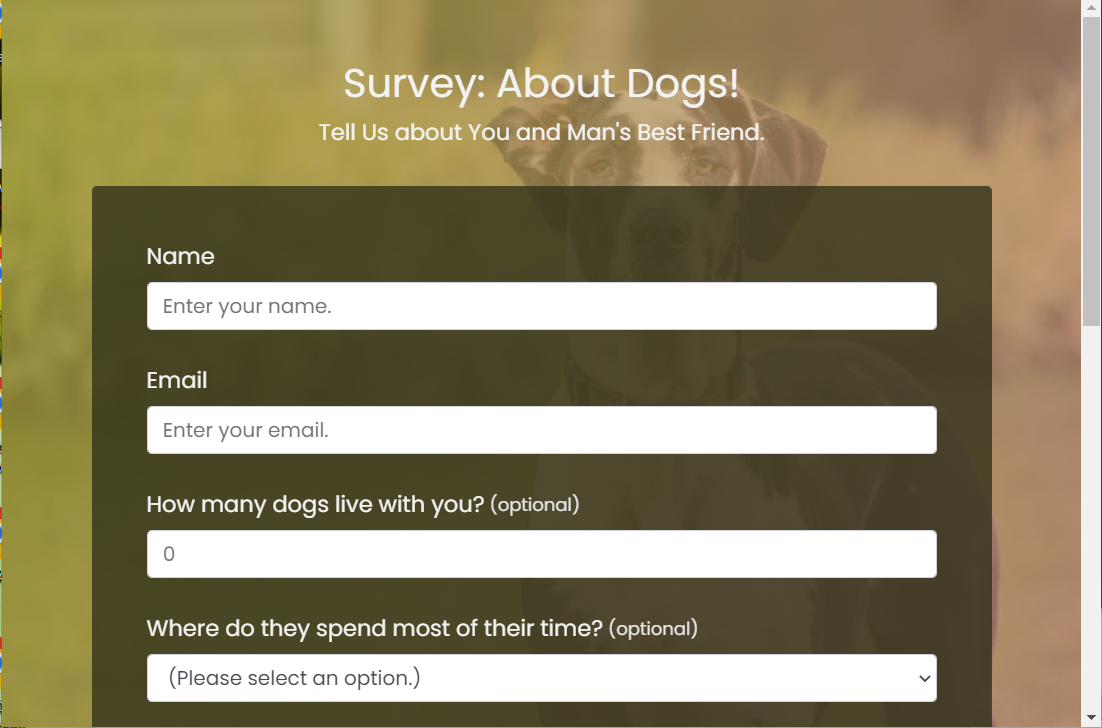 Survey: About Dogs!
Tell Us about You and Man's Best Friend.
Name
Enter your name.
Email
Enter your email.
How many dogs live with you? (optional)
0
Where do they spend most of their time? (optional)
(Please select an option.)